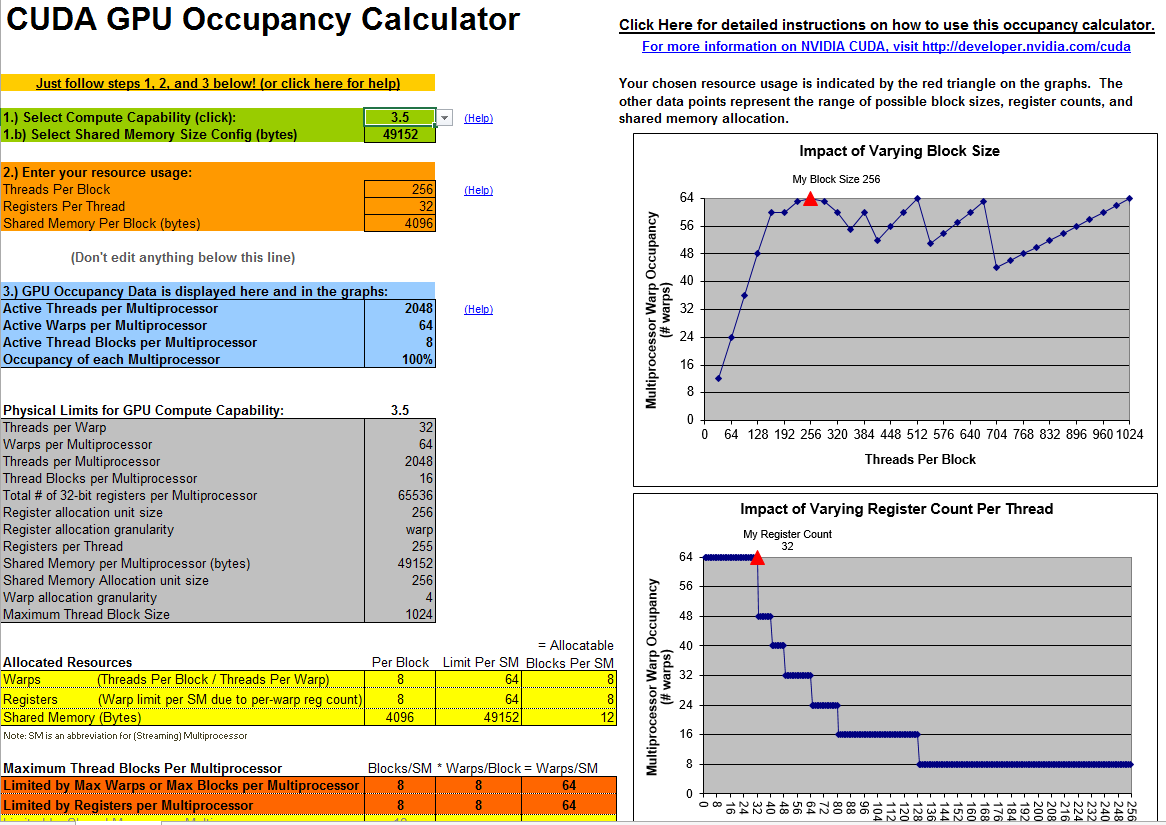 CUDA GPU Occupancy Calculator
Just follow steps 1, 2, and 3 below! (or click here for help)
1.) Select Compute Capability (click): 3.5 (Help)
1.b) Select Shared Memory Size Config (bytes) 49152
2.) Enter your resource usage:
Threads Per Block 256 (Help)
Registers Per Thread 32
Shared Memory Per Block (bytes) 4096
(Don't edit anything below this line)
3.) GPU Occupancy Data is displayed here and in the graphs:
Active Threads per Multiprocessor 2048 (Help)
Active Warps per Multiprocessor 64
Active Thread Blocks per Multiprocessor 8
Occupancy of each Multiprocessor 100%
Physical Limits for GPU Compute Capability: 3.5
Threads per Warp 32
Warps per Multiprocessor 64
Threads per Multiprocessor 2048
Thread Blocks per Multiprocessor 16
Total # of 32-bit registers per Multiprocessor 65536
Register allocation unit size 256
Register allocation granularity warp
Registers per Thread 255
Shared Memory per Multiprocessor (bytes) 49152
Shared Memory Allocation unit size 256
Warp allocation granularity 4
Maximum Thread Block Size 1024
= Allocatable
Allocated Resources Per Block Limit Per SM Blocks Per SM
Warps (Threads Per Block / Threads Per Warp) 8 64 8
Registers (Warp limit per SM due to per-warp reg count) 8 64 8
Shared Memory (Bytes) 4096 49152 12
Note: SM is an abbreviation for (Streaming) Multiprocessor
Maximum Thread Blocks Per Multiprocessor Blocks/SM * Warps/Block = Warps/SM
Limited by Max Warps or Max Blocks per Multiprocessor 8 8 64
Limited by Registers per Multiprocessor 8 8 64
Click Here for detailed instructions on how to use this occupancy calculator.
For more information on NVIDIA CUDA, visit http://developer.nvidia.com/cuda
Your chosen resource usage is indicated by the red triangle on the graphs. The
other data points represent the range of possible block sizes, register counts, and
shared memory allocation.
Impact of Varying Block Size
My Block Size 256
Multiprocessor Warp Occupancy
(# warps)
64
56
48
40
32
24
16
8
0
0 64 128 192 256 320 384 448 512 576 640 704 768 832 896 960 1024
Threads Per Block
Impact of Varying Register Count Per Thread
My Register Count
32
Multiprocessor Warp Occupancy
(# warps)
64
56
48
40
32
24
16
8
0
0 8 16 24 32 40 48 56 64 72 80 88 96 104 112 120 128 136 144 152 160 168 176 184 192 200 208 216 224 232 240 248 256